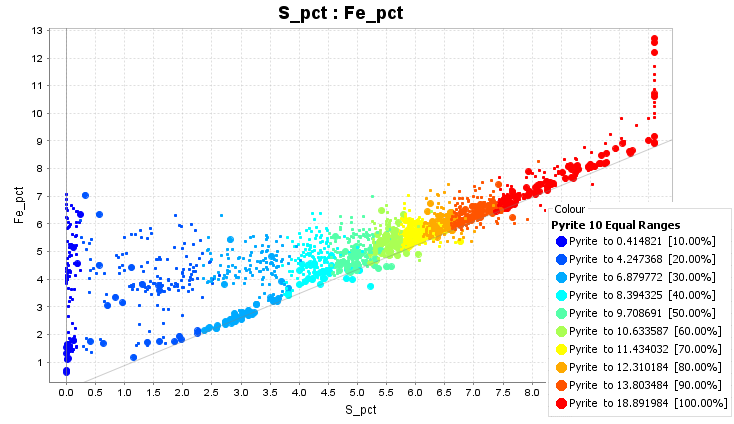 S_pct : Fe_pct
13
12
11
10
9
8
7
6
5
4
3
2
1
Fe_pct
0.0 0.5 1.0 1.5 2.0 2.5 3.0 3.5 4.0 4.5 5.0 5.5 6.0 6.5 7.0 7.5 8.0
S_pct
Colour
Pyrite 10 Equal Ranges
Pyrite to 0.414821 [10.00%]
Pyrite to 4.247368 [20.00%]
Pyrite to 6.879772 [30.00%]
Pyrite to 8.394325 [40.00%]
Pyrite to 9.708691 [50.00%]
Pyrite to 10.633587 [60.00%]
Pyrite to 11.434032 [70.00%]
Pyrite to 12.310184 [80.00%]
Pyrite to 13.803484 [90.00%]
Pyrite to 18.891984 [100.00%]